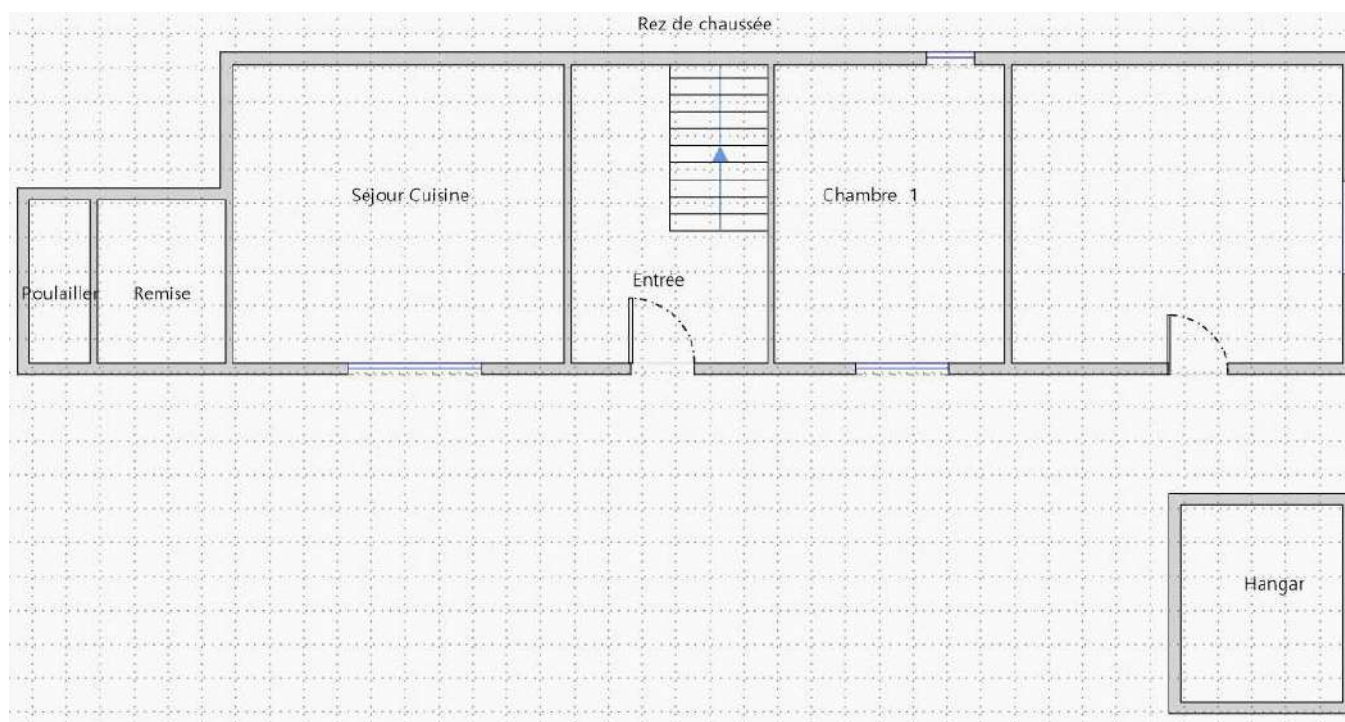 Rez de chaussée
Séjour Cuisine
Chambre 1
Entrée
Poulailler
Remise
Hangar